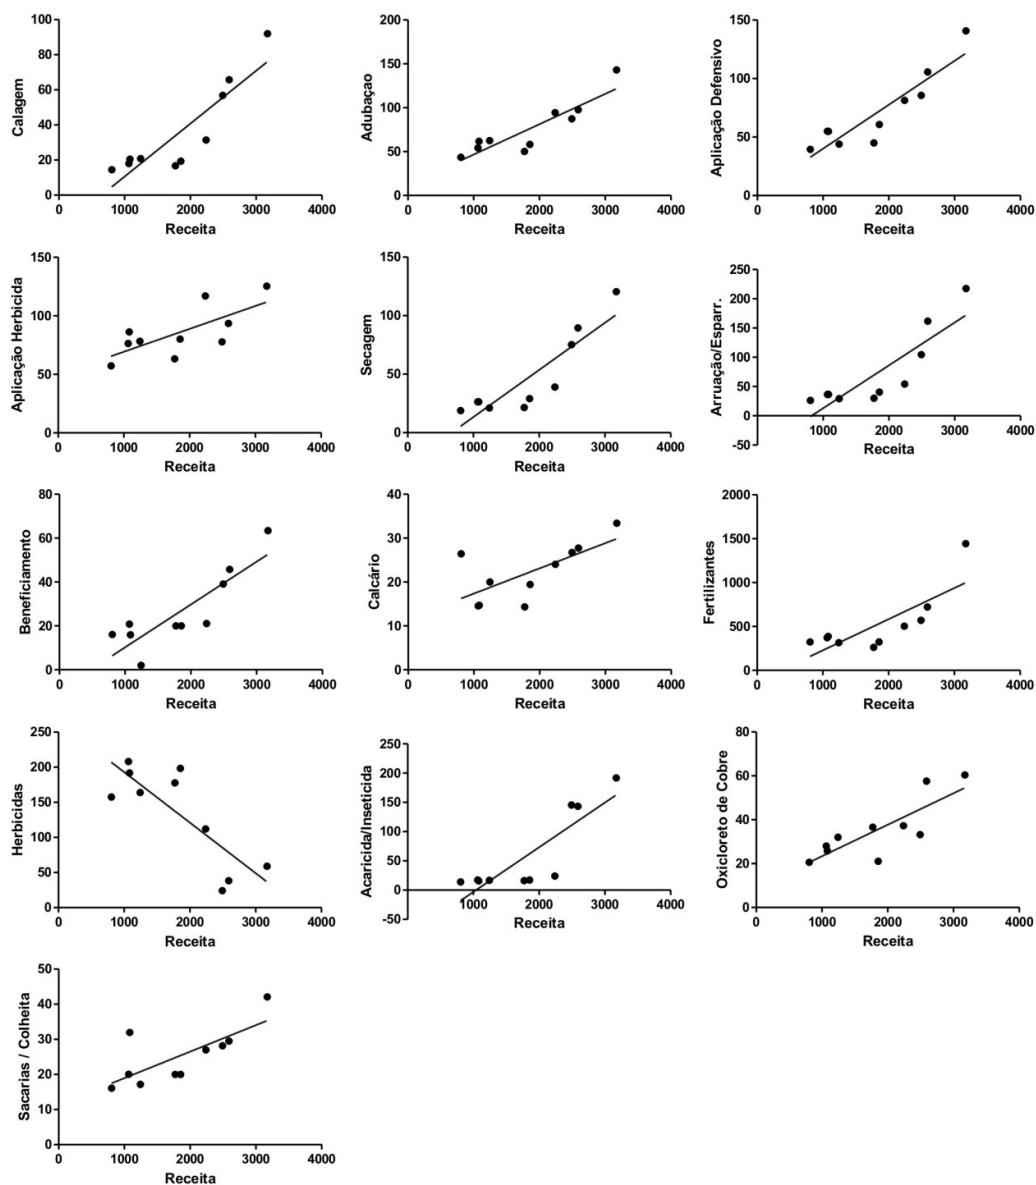 Calagem
100
80
60
40
20
0
0 1000 2000 3000 4000
Receita
Adubaçao
200
150
100
50
0
0 1000 2000 3000 4000
Receita
Aplicação Defensivo
150
100
50
0
0 1000 2000 3000 4000
Receita
Aplicação Herbicida
150
100
50
0
0 1000 2000 3000 4000
Receita
Secagem
150
100
50
0
0 1000 2000 3000 4000
Receita
Arruação/Esparr.
250
200
150
100
50
0
-50
1000 2000 3000 4000
Receita
Beneficiamento
80
60
40
20
0
0 1000 2000 3000 4000
Receita
Calcário
40
30
20
10
0
0 1000 2000 3000 4000
Receita
Fertilizantes
2000
1500
1000
500
0
0 1000 2000 3000 4000
Receita
Herbicidas
250
200
150
100
50
0
0 1000 2000 3000 4000
Receita
Acaricida/Inseticida
250
200
150
100
50
0
-50
1000 2000 3000 4000
Receita
Oxicloreto de Cobre
80
60
40
20
0
0 1000 2000 3000 4000
Receita
Sacarias / Colheita
50
40
30
20
10
0
0 1000 2000 3000 4000
Receita